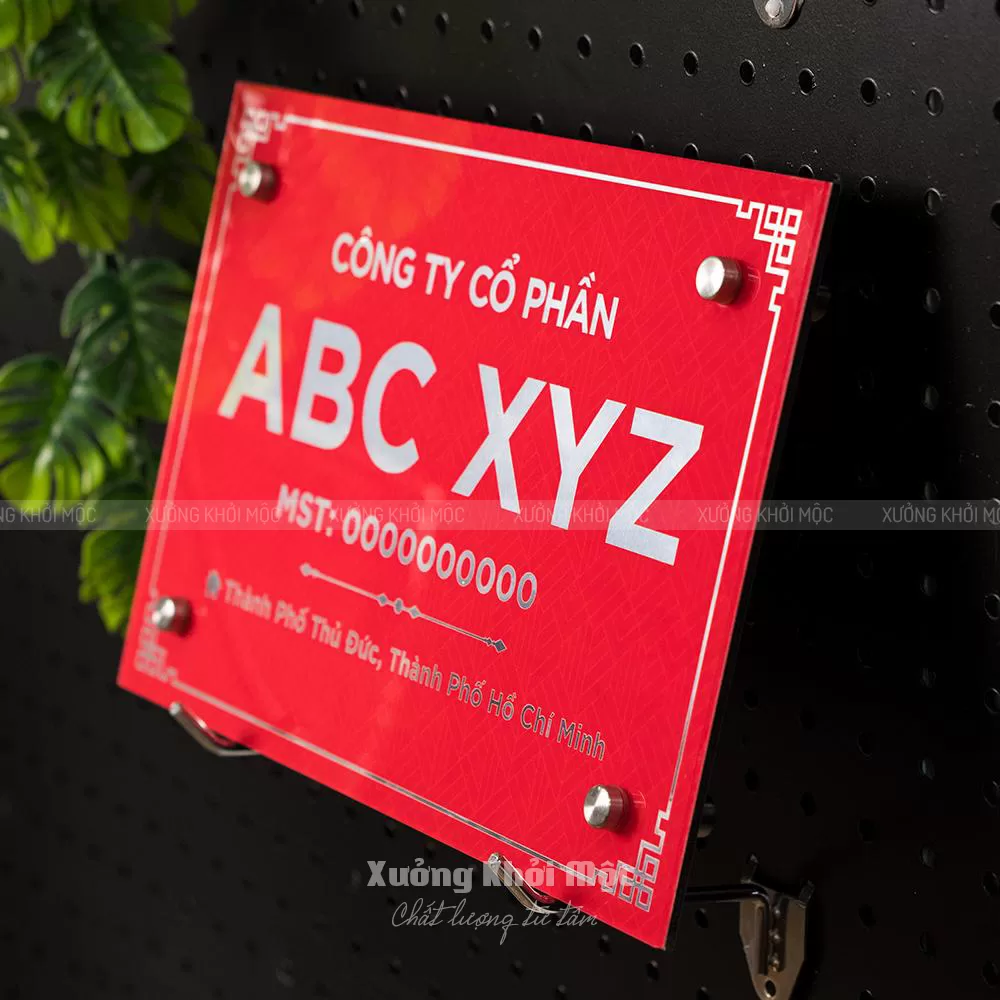 CÔNG TY CỔ PHẦN
ABC XYZ
MST: 0000000000
Thành Phố Thủ Đức, Thành Phố Hồ Chí Minh
XƯỞNG KHỞI MỘC XƯỞNG KHỞI MỘC XƯỞNG KHỞI MỘC XƯỞNG KHỞI MỘC XƯỞNG KHỞI MỘC
Xưởng Khởi Mộc
Chất lượng từ tâm